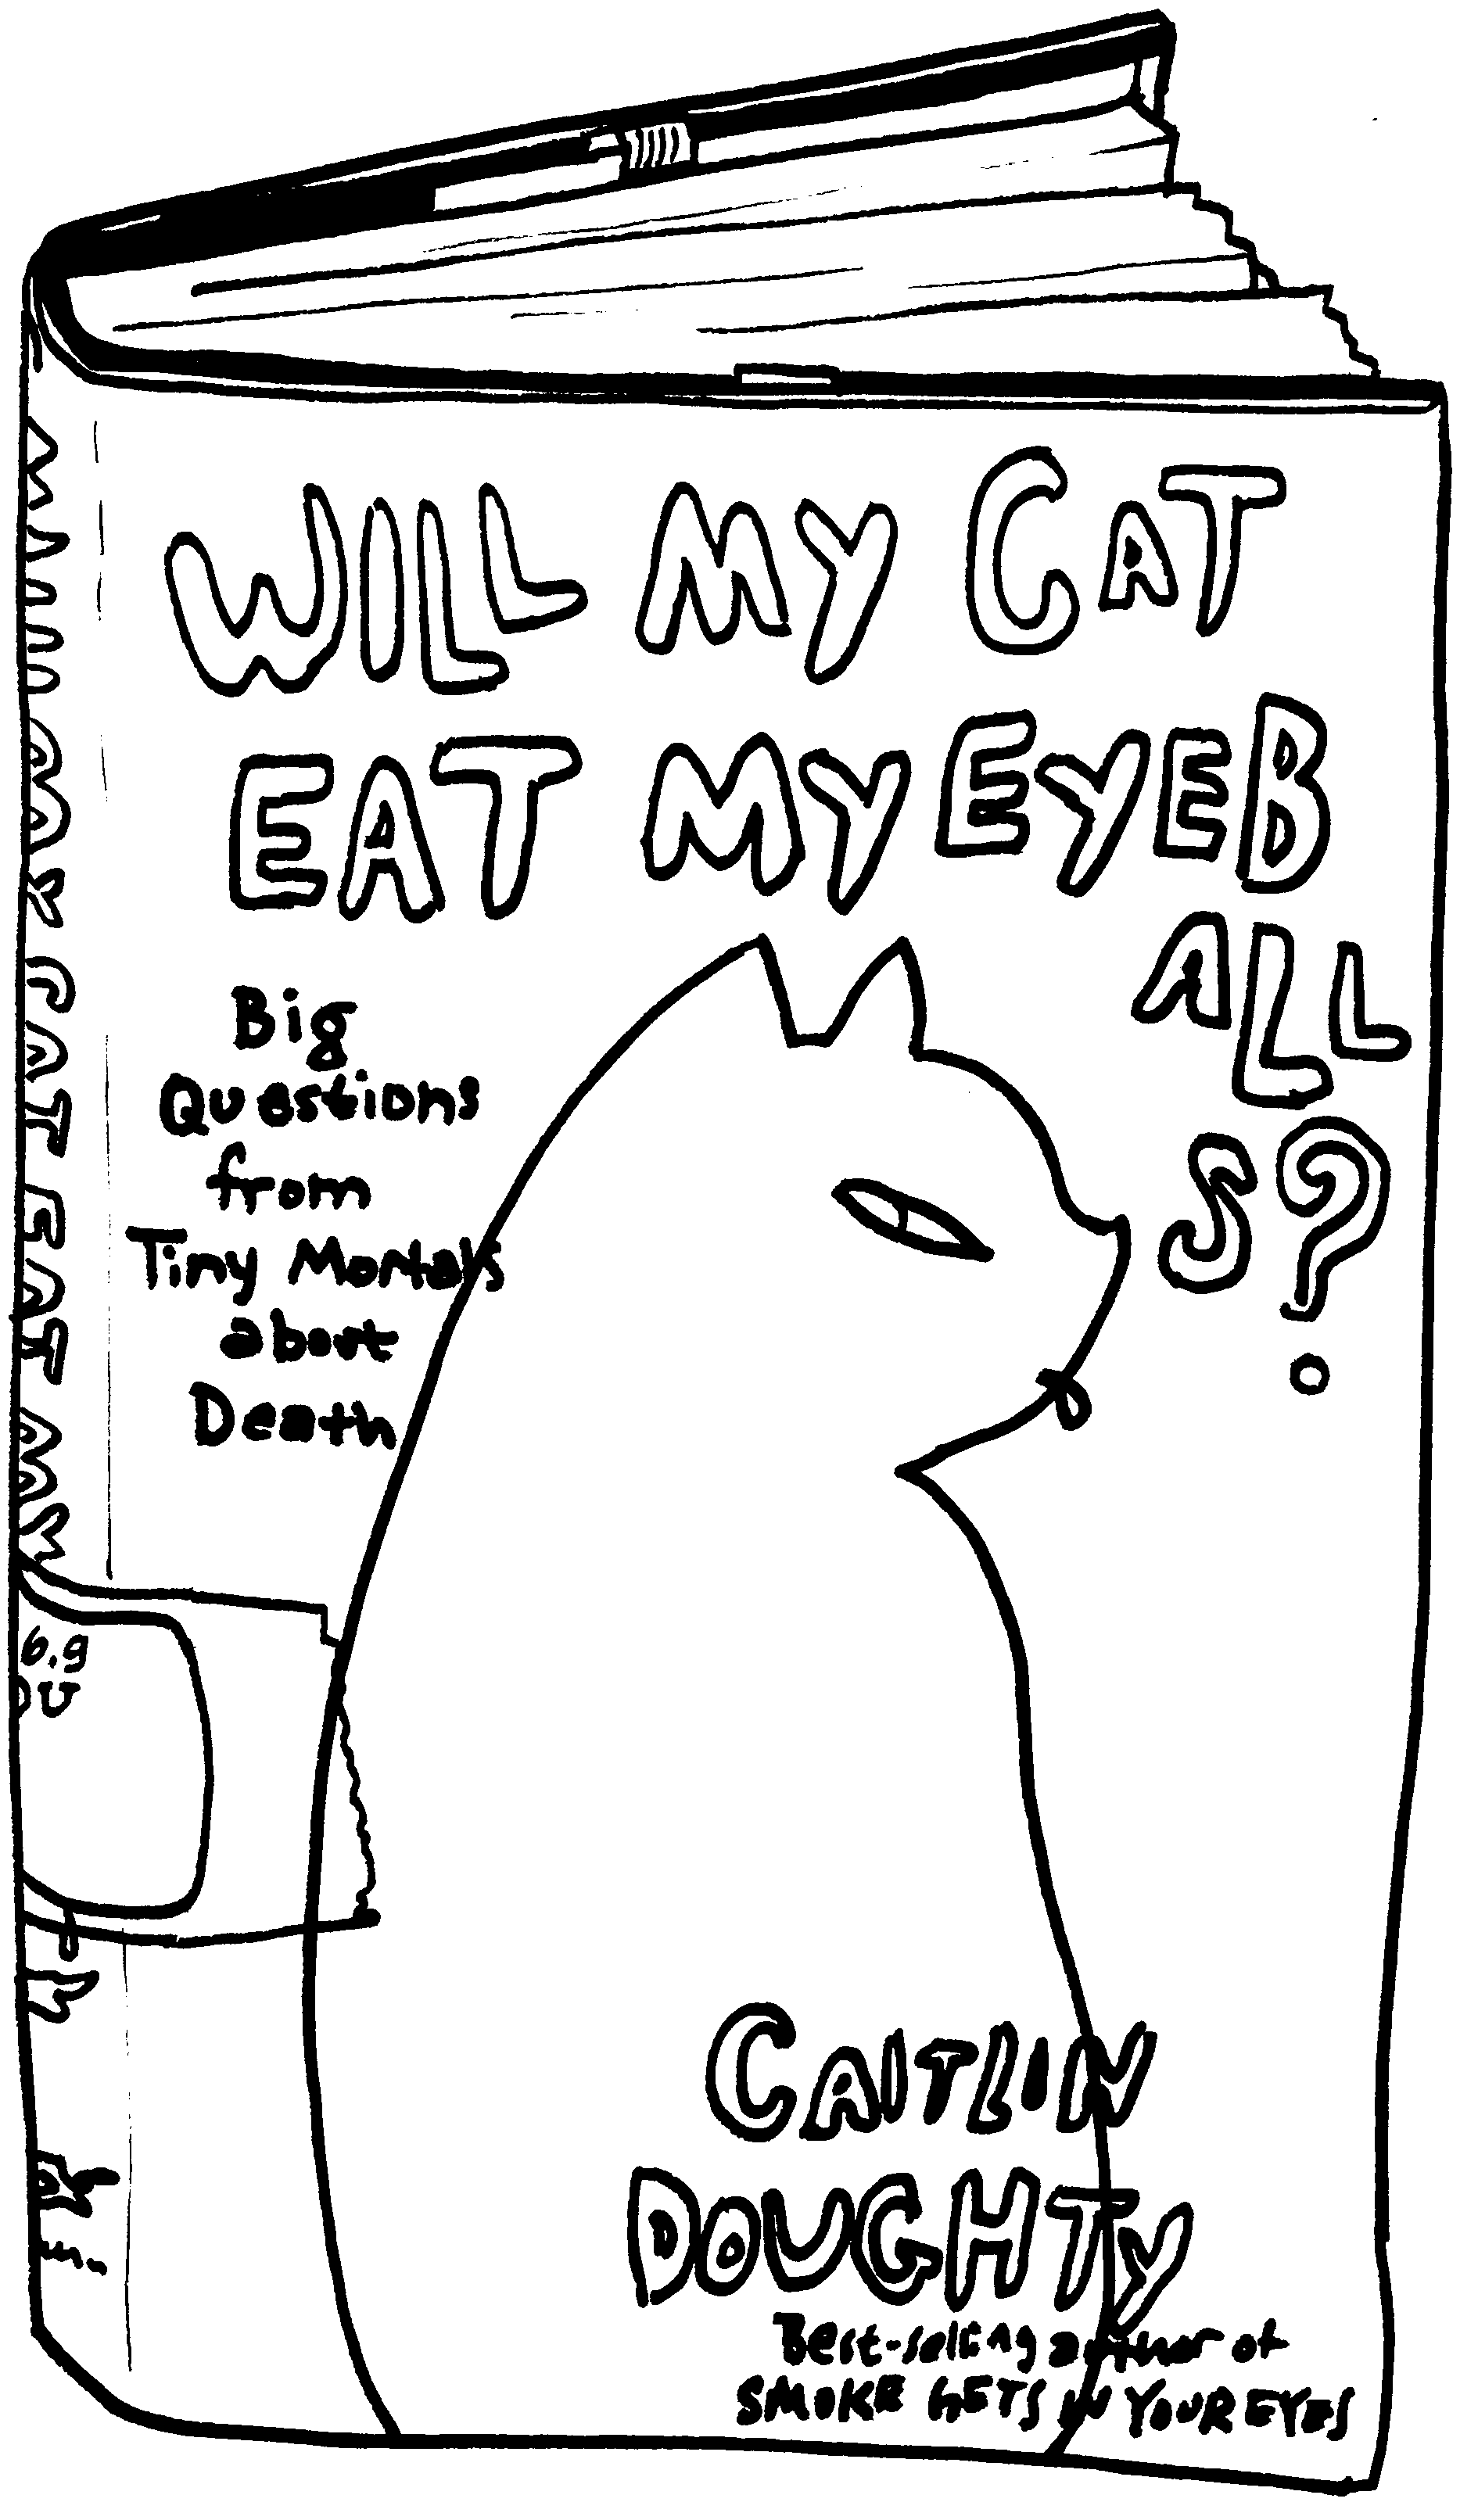 WILL MY CAT
EAT MY EYEB
ALL
S?
Big
Questions
from
Tiny Mortals
about
Death
CAITLIN
DOUGHTY
Best-selling author of
SMOKE GETS IN YOUR EYES